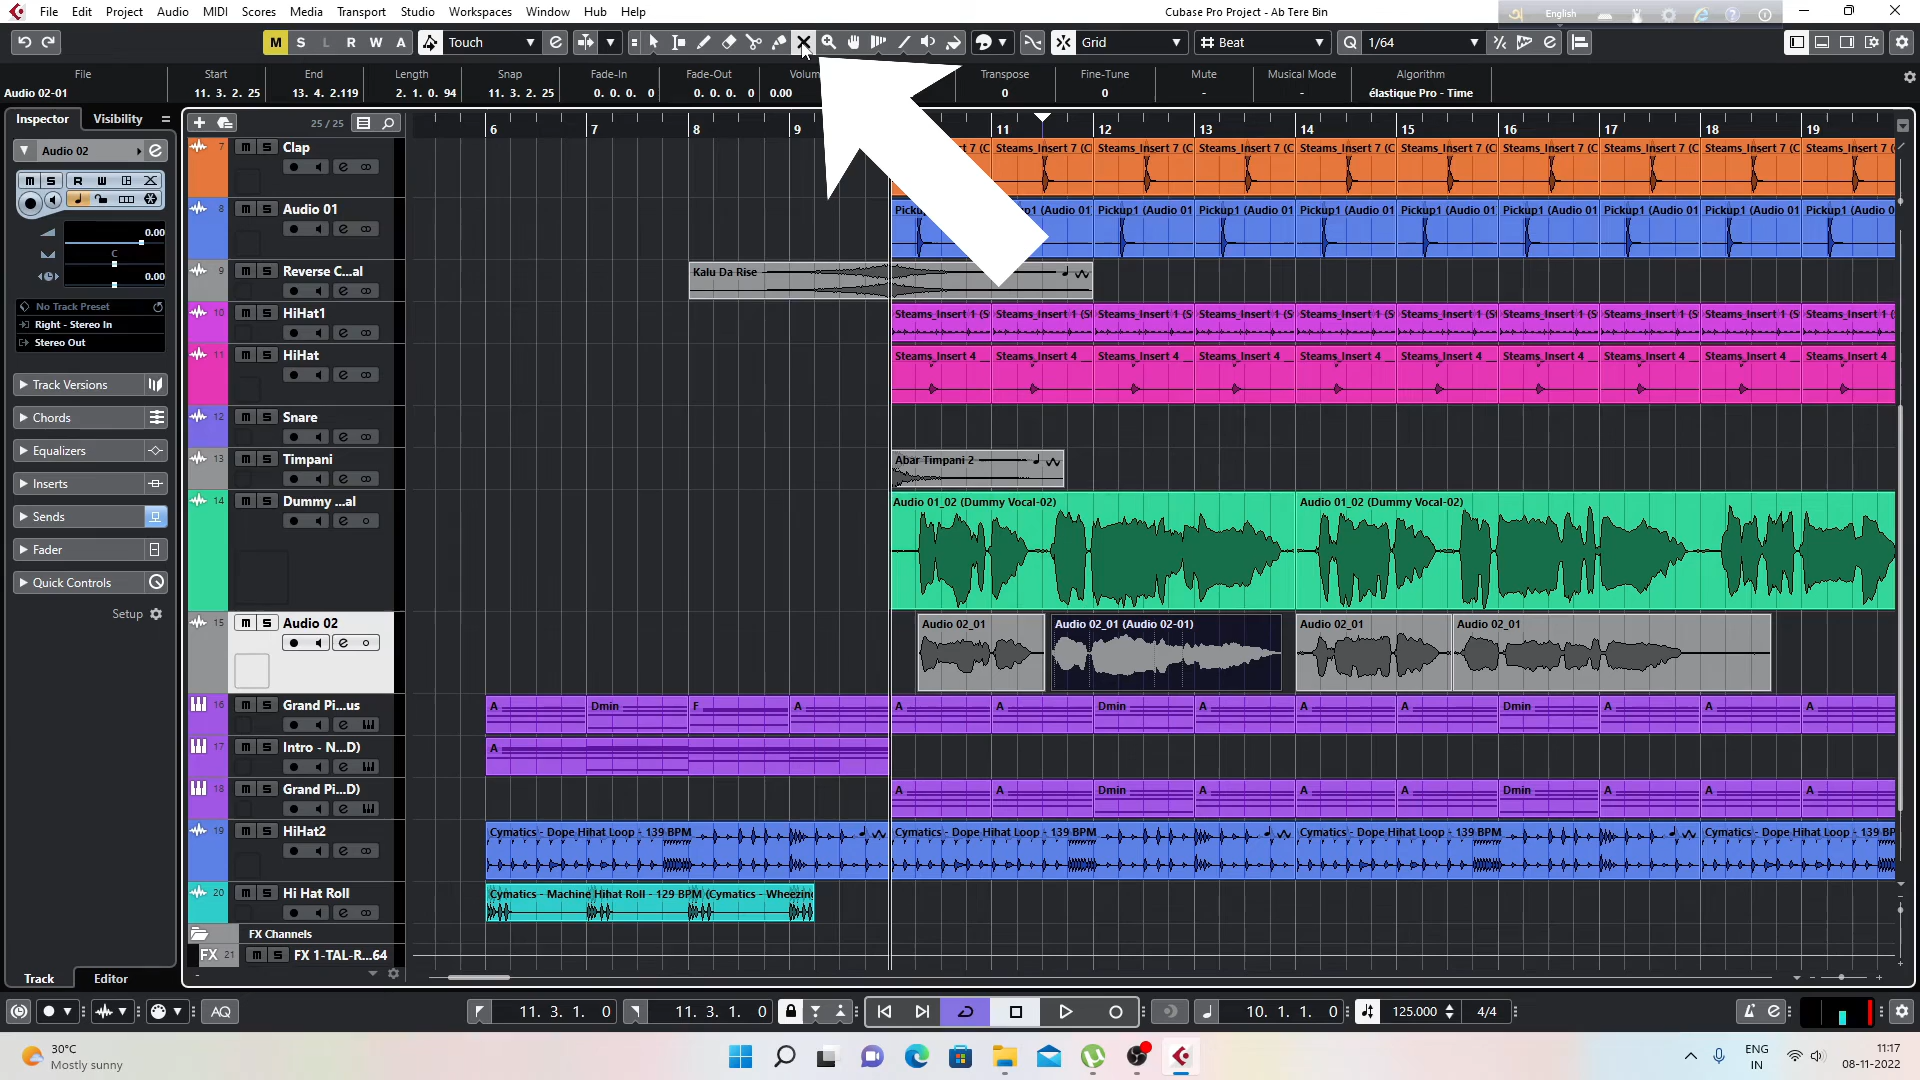 File Edit Project Audio MIDI Scores Media Transport Studio Workspaces Window Hub Help
Cubase Pro Project - Ab Tere Bin
English
M S L R W A Touch
Grid
Beat
Q 1/64
File Start End Length Snap Fade-In Fade-Out Volum Transpose Fine-Tune Mute Musical Mode Algorithm
Audio 02-01 11. 3. 2. 25 13. 4. 2.119 2. 1. 0. 94 11. 3. 2. 25 0. 0. 0. 0 0. 0. 0. 0 0.00 0 0 - - élastique Pro - Time
Inspector Visibility
25 / 25
6 7 8 9 11 12 13 14 15 16 17 18 19
Audio 02
M S R W
0.00
C
0.00
No Track Preset
Right - Stereo In
Stereo Out
Track Versions
Chords
Equalizers
Inserts
Sends
Fader
Quick Controls
Setup
7 m S Clap
Steams_Insert 7 (C Steams_Insert 7 (C Steams_Insert 7 (C Steams_Insert 7 (C Steams_Insert 7 (C Steams_Insert 7 (C Steams_Insert 7 (C Steams_Insert 7 (C
8 m S Audio 01
Pickup1 (Audio 01 Pickup1 (Audio 01 Pickup1 (Audio 01 Pickup1 (Audio 01 Pickup1 (Audio 01 Pickup1 (Audio 01 Pickup1 (Audio 01 Pickup1 (Audio 0
9 m S Reverse C...al
Kalu Da Rise
10 m S HiHat1
Steams_Insert 1 (S Steams_Insert 1 (S Steams_Insert 1 (S Steams_Insert 1 (S Steams_Insert 1 (S Steams_Insert 1 (S Steams_Insert 1 (S Steams_Insert 1 (S Steams_Insert 1 (S Steams_Insert 1 (
11 m S HiHat
Steams_Insert 4 Steams_Insert 4 Steams_Insert 4 Steams_Insert 4 Steams_Insert 4 Steams_Insert 4 Steams_Insert 4 Steams_Insert 4 Steams_Insert 4 Steams_Insert 4
12 m S Snare
13 m S Timpani
Abar Timpani 2
14 m S Dummy ...al
Audio 01_02 (Dummy Vocal-02) Audio 01_02 (Dummy Vocal-02)
15 m S Audio 02
Audio 02_01 Audio 02_01 (Audio 02-01) Audio 02_01 Audio 02_01
16 m S Grand Pi...us
A Dmin F A A A Dmin A A A Dmin A A A
17 m S Intro - N...D)
A
18 m S Grand Pi...D)
A A Dmin A A A Dmin A A A
19 m S HiHat2
Cymatics - Dope Hihat Loop - 139 BPM Cymatics - Dope Hihat Loop - 139 BPM Cymatics - Dope Hihat Loop - 139 BPM Cymatics - Dope Hihat Loop - 139 BP
20 m S Hi Hat Roll
Cymatics - Machine Hihat Roll - 129 BPM (Cymatics - Wheezin
FX Channels
FX 21 m S FX 1-TAL-R...64
Track Editor
AQ
11. 3. 1. 0 11. 3. 1. 0 10. 1. 1. 0 125.000 4/4
30°C
Mostly sunny
ENG
IN
11:17
08-11-2022